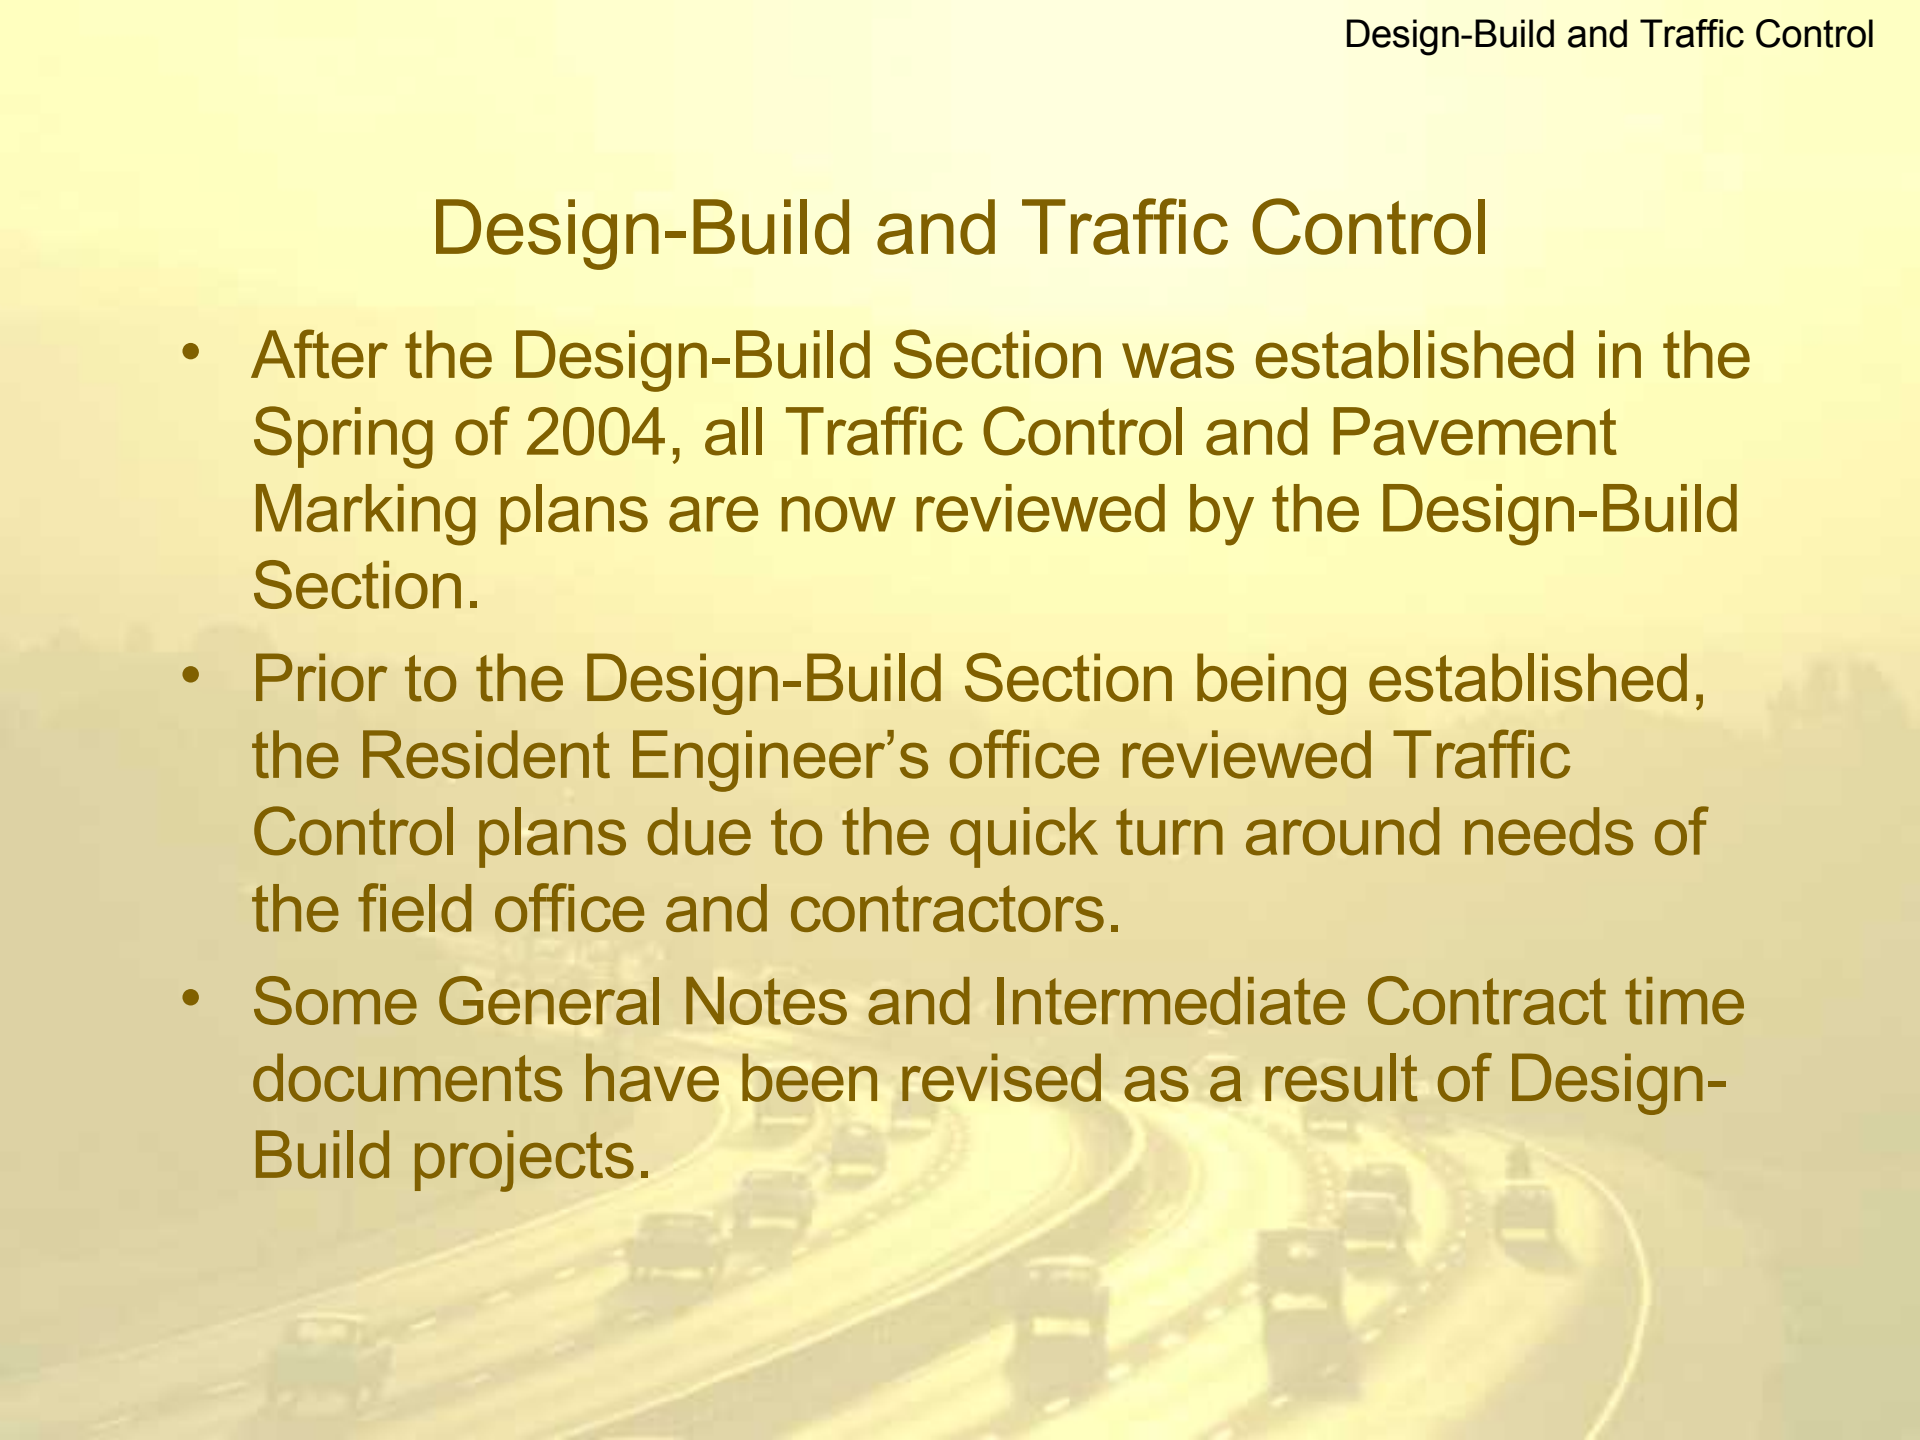 Design-Build and Traffic Control
Design-Build and Traffic Control
• After the Design-Build Section was established in the
Spring of 2004, all Traffic Control and Pavement
Marking plans are now reviewed by the Design-Build
Section.
• Prior to the Design-Build Section being established,
the Resident Engineer’s office reviewed Traffic
Control plans due to the quick turn around needs of
the field office and contractors.
• Some General Notes and Intermediate Contract time
documents have been revised as a result of Design-
Build projects.